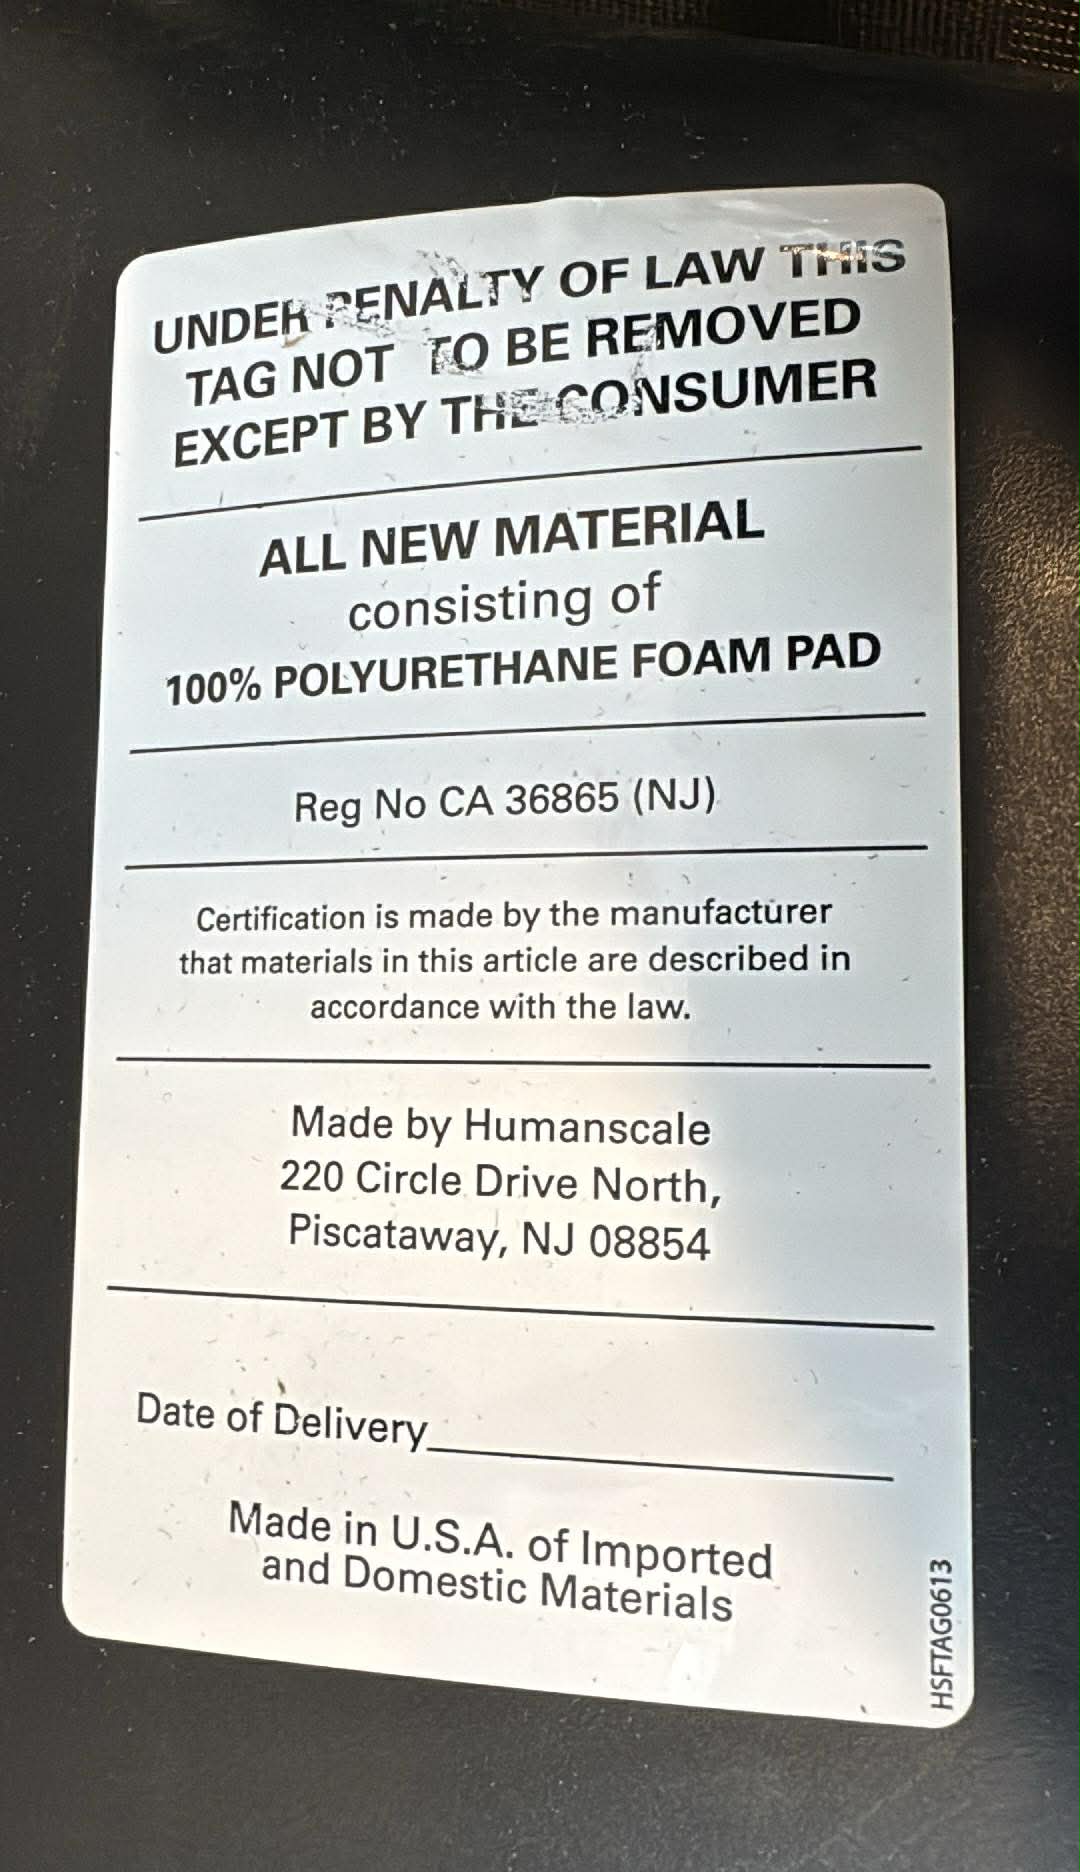 UNDER PENALTY OF LAW THIS
TAG NOT TO BE REMOVED
EXCEPT BY THE CONSUMER
ALL NEW MATERIAL
consisting of
100% POLYURETHANE FOAM PAD
Reg No CA 36865 (NJ)
Certification is made by the manufacturer
that materials in this article are described in
accordance with the law.
Made by Humanscale
220 Circle Drive North,
Piscataway, NJ 08854
Date of Delivery
Made in U.S.A. of Imported
and Domestic Materials
HSFTAG0613